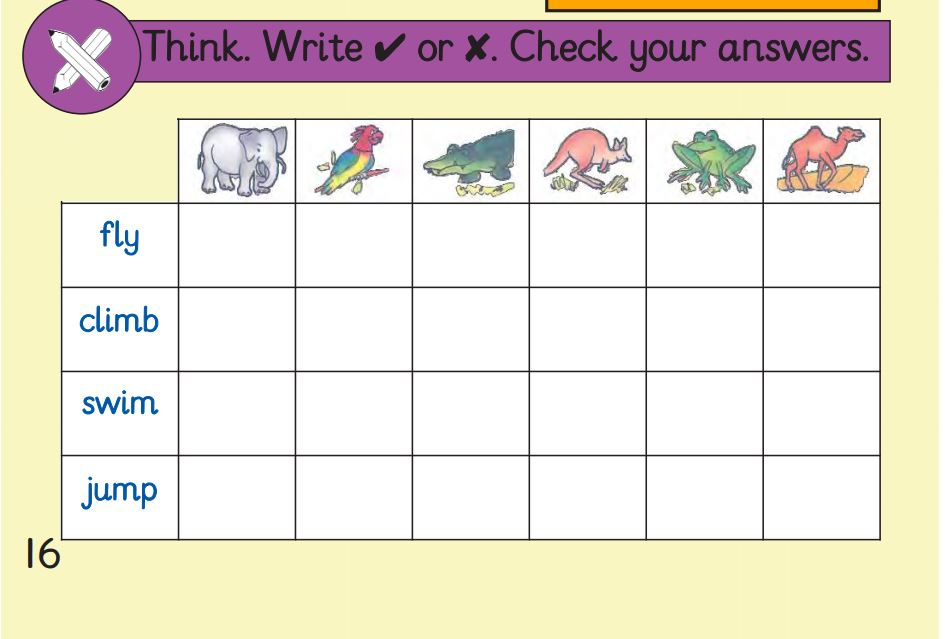 Think. Write ✔ or ✘. Check your answers.
fly
climb
swim
jump
16